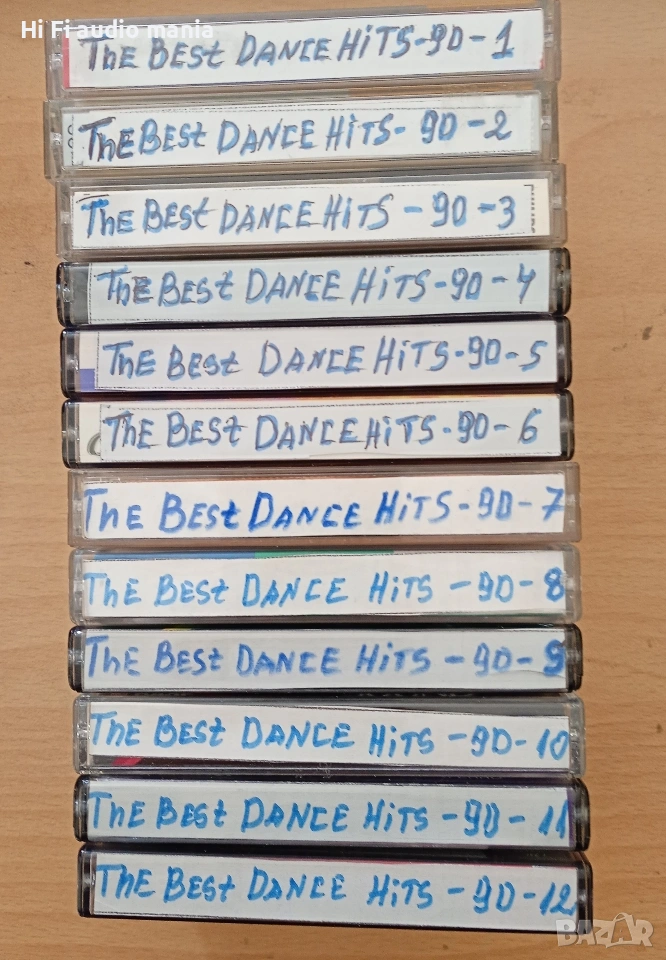 Hi Fi audio mania
THE BEST DANCE HiTS-90-1
THE BEST DANCE HiTS-90-2
THE BEST DANCE HiTS-90-3
THE BEST DANCE HiTS-90-4
THE BEST DANCE HiTS-90-5
THE BEST DANCE HiTS-90-6
ThE BEST DANCE HiTS-90-7
ThE BEST DANCE HiTS-90-8
ThE BEST DANCE HiTS-90-9
ThE BEST DANCE HiTS-90-10
ThE BEST DANCE HiTS-90-11
ThE BEST DANCE HiTS-90-12
BAZAR